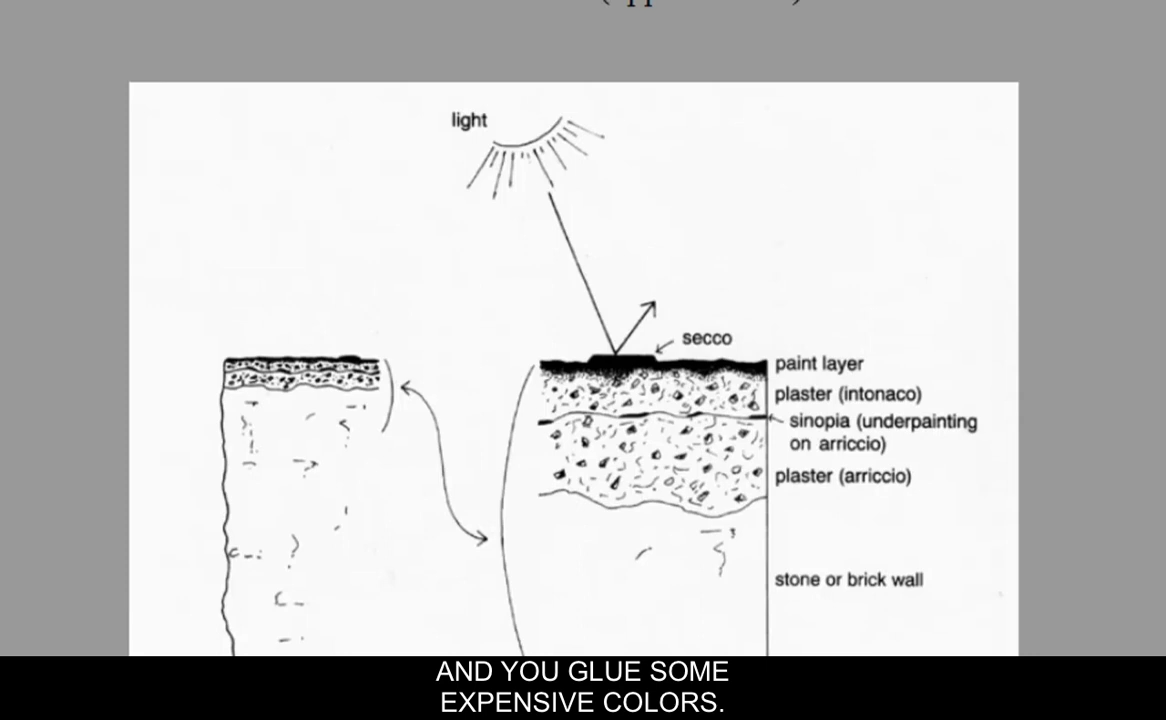 light
secco
paint layer
plaster (intonaco)
sinopia (underpainting
on arriccio)
plaster (arriccio)
stone or brick wall
AND YOU GLUE SOME
EXPENSIVE COLORS.